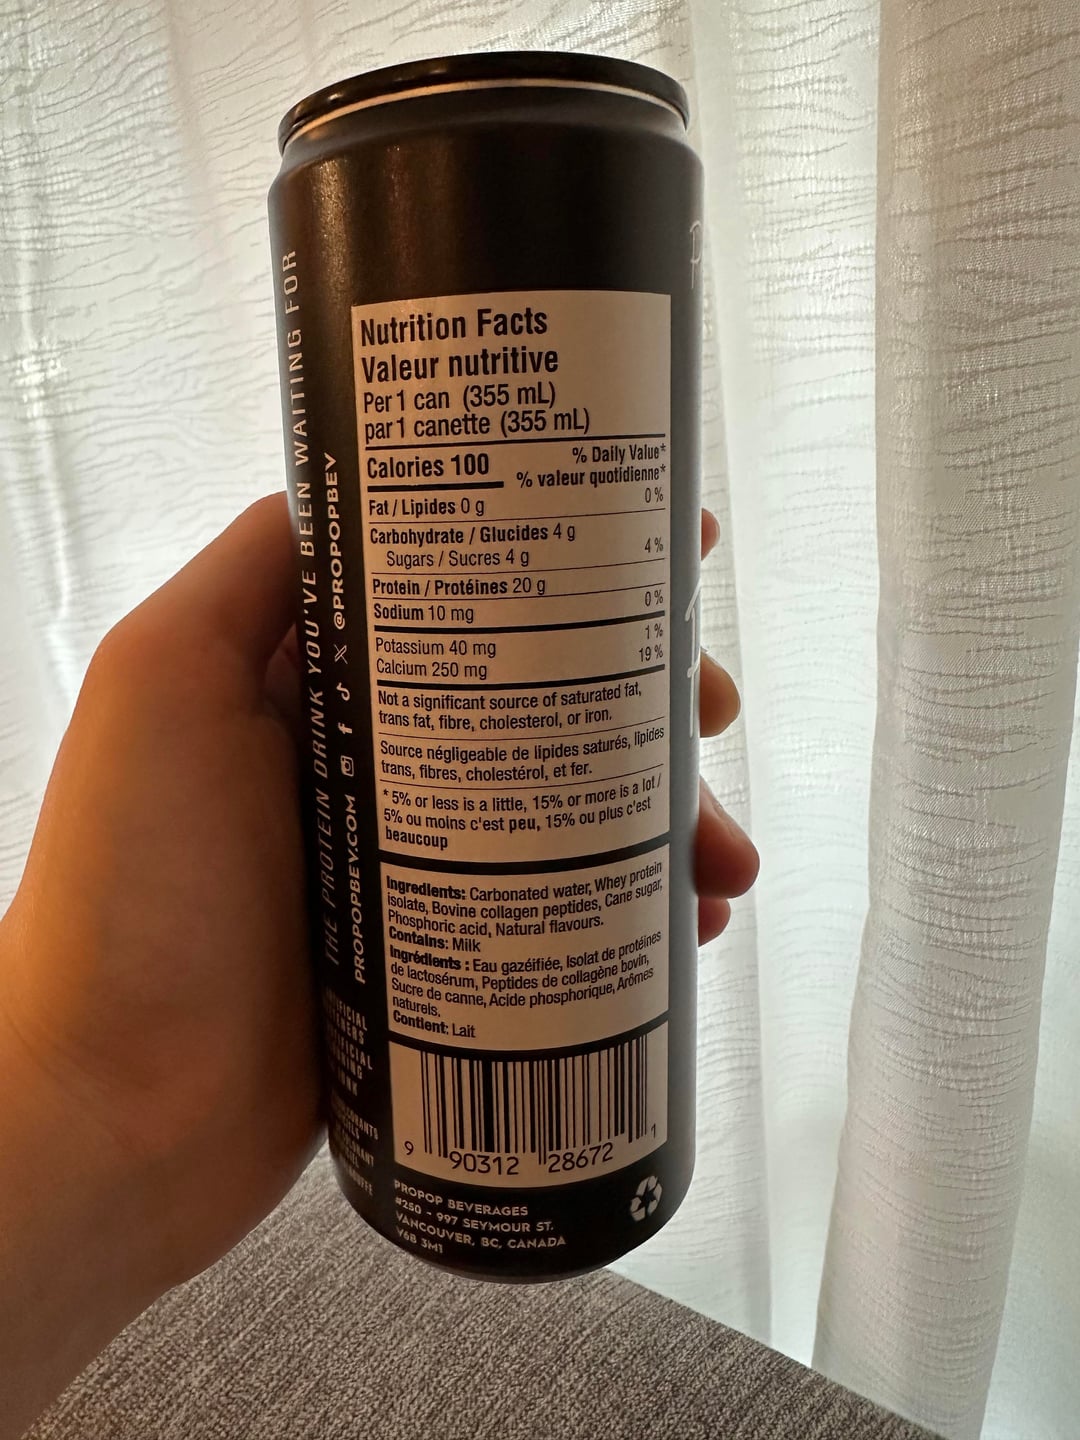 Nutrition Facts
Valeur nutritive
Per 1 can (355 mL)
par 1 canette (355 mL)
Calories 100
% Daily Value*
% valeur quotidienne*
Fat / Lipides 0 g 0 %
Carbohydrate / Glucides 4 g
Sugars / Sucres 4 g 4 %
Protein / Protéines 20 g
Sodium 10 mg 0 %
Potassium 40 mg 1 %
Calcium 250 mg 19 %
Not a significant source of saturated fat,
trans fat, fibre, cholesterol, or iron.
Source négligeable de lipides saturés, lipides
trans, fibres, cholestérol, et fer.
* 5% or less is a little, 15% or more is a lot /
5% ou moins c'est peu, 15% ou plus c'est
beaucoup
Ingredients: Carbonated water, Whey protein
isolate, Bovine collagen peptides, Cane sugar,
Phosphoric acid, Natural flavours.
Contains: Milk
Ingrédients : Eau gazéifiée, Isolat de protéines
de lactosérum, Peptides de collagène bovin,
Sucre de canne, Acide phosphorique, Arômes
naturels.
Contient: Lait
9 90312 28672 1
PROPOP BEVERAGES
#250 - 997 SEYMOUR ST.
VANCOUVER, BC, CANADA
V6B 3M1
THE PROTEIN DRINK YOU'VE BEEN WAITING FOR
PROPOPBEV.COM @PROPOPBEV